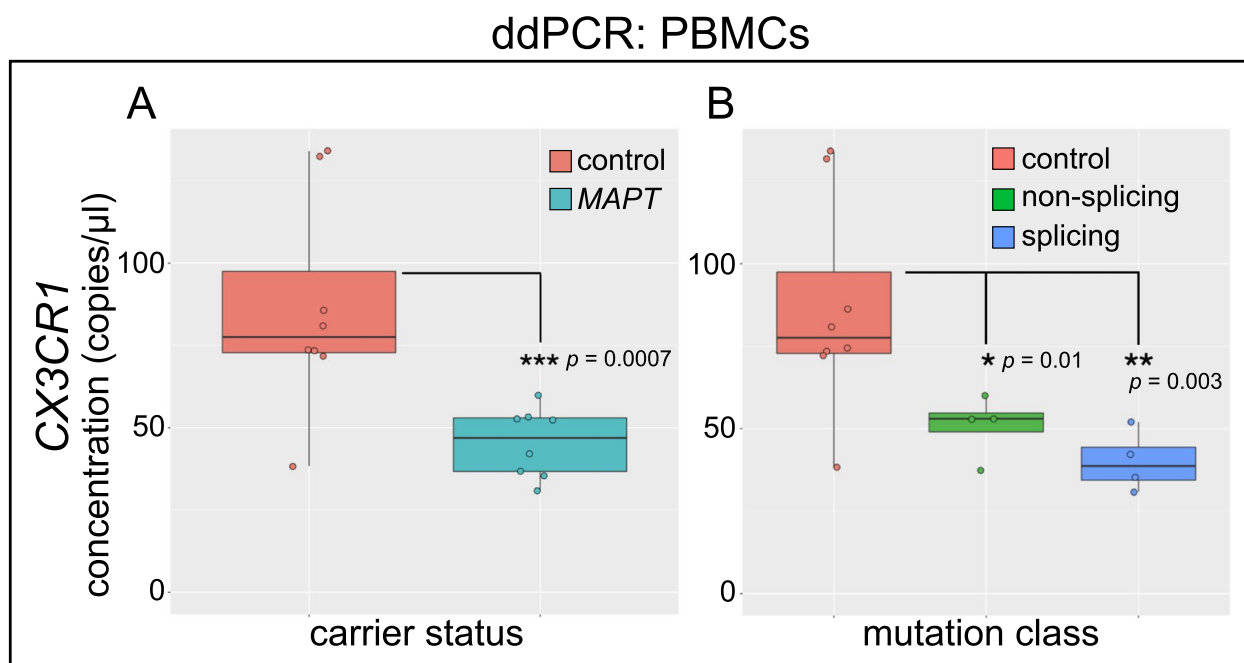 ddPCR: PBMCs
A
B
CX3CR1
concentration (copies/µl)
100
50
0
control
MAPT
*** p = 0.0007
carrier status
100
50
0
control
non-splicing
splicing
* p = 0.01
**
p = 0.003
mutation class